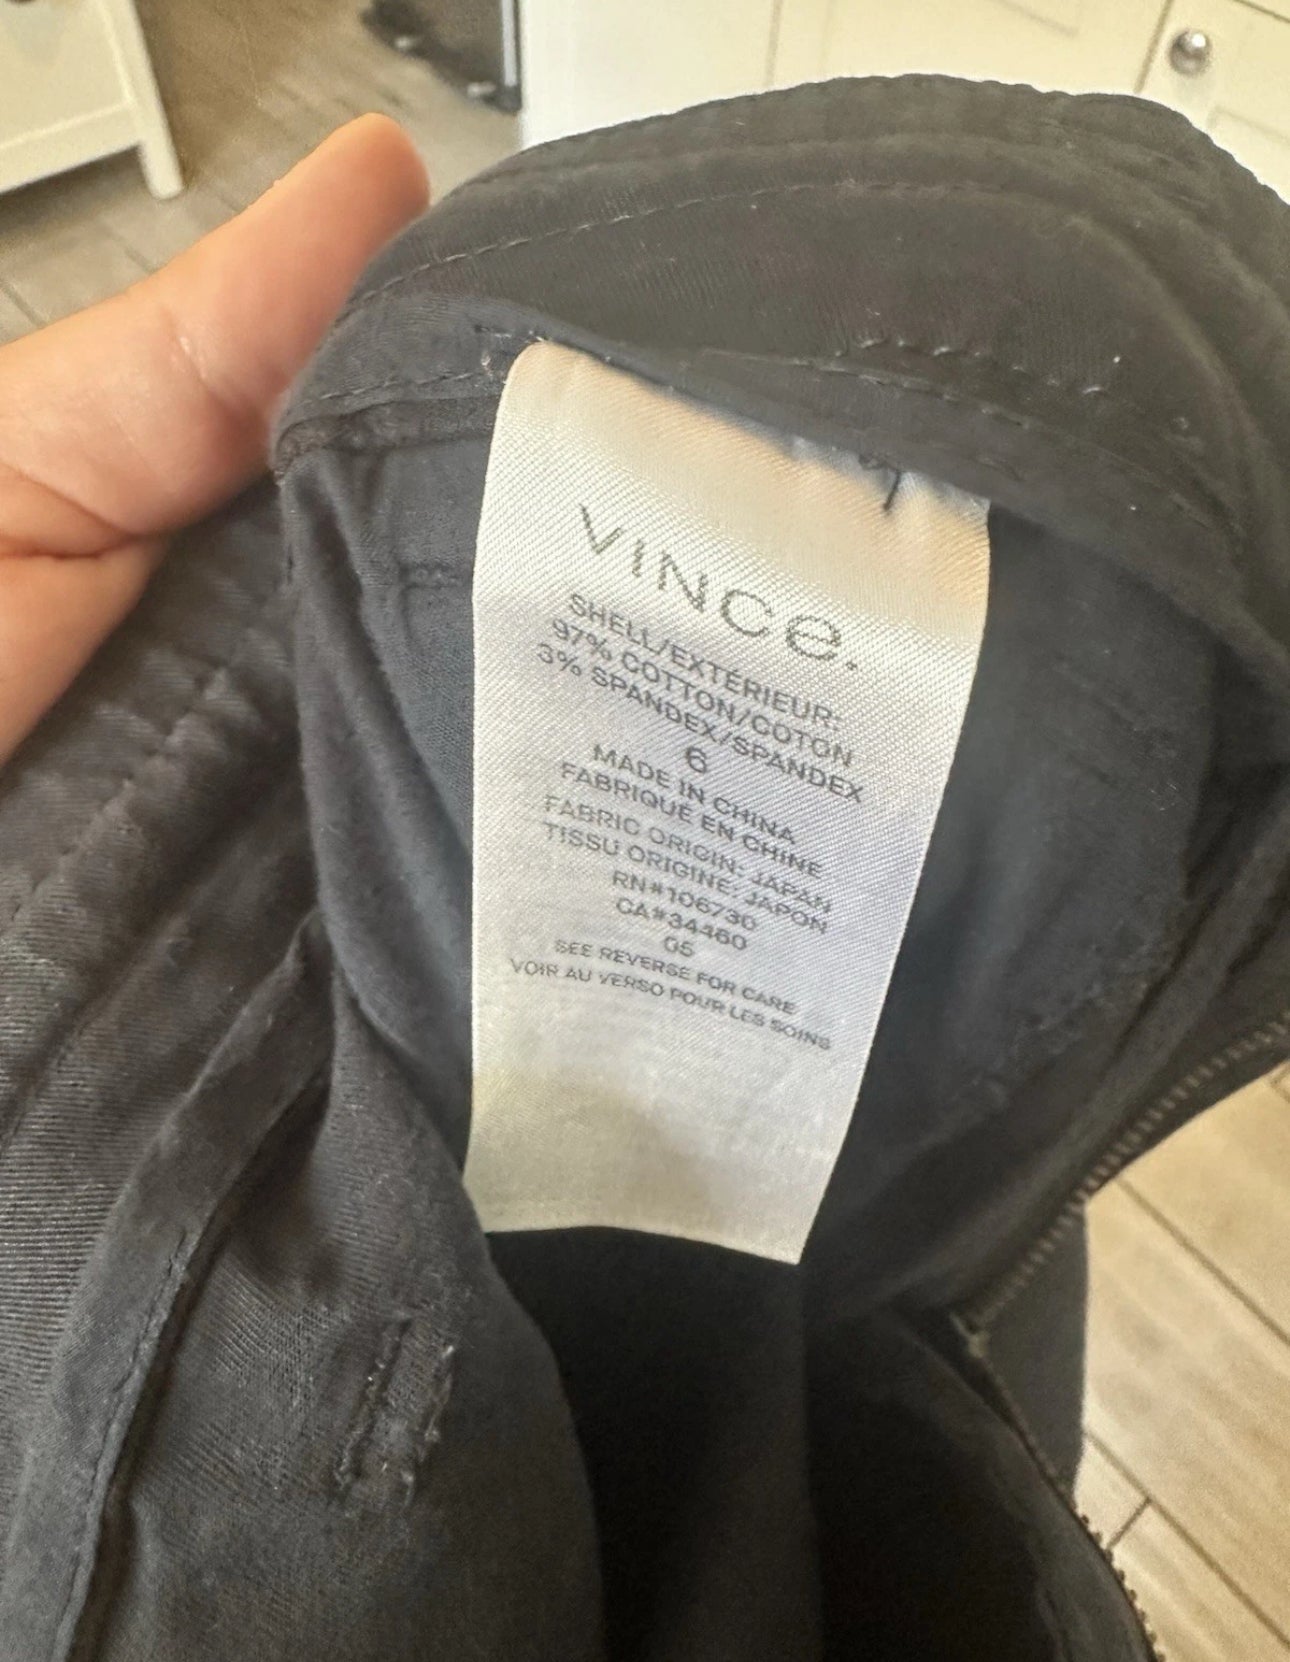 VINCE.
SHELL/EXTÉRIEUR:
97% COTTON/COTON
3% SPANDEX/SPANDEX
6
MADE IN CHINA
FABRIQUÉ EN CHINE
FABRIC ORIGIN: JAPAN
TISSU ORIGINE: JAPON
RN#106730
CA#34460
05
SEE REVERSE FOR CARE
VOIR AU VERSO POUR LES SOINS